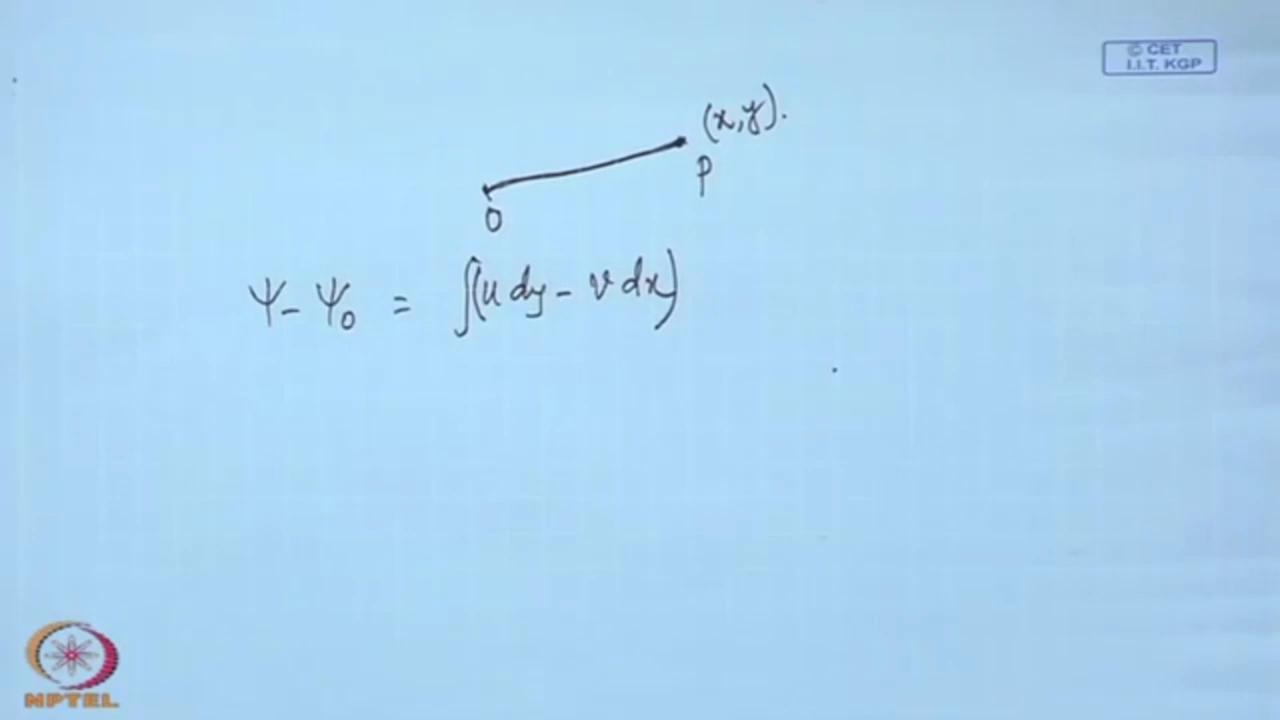 © CET
I.I.T. KGP
(x,y).
P
O
Ψ - Ψ₀ = ∫(u dy - v dx)
NPTEL